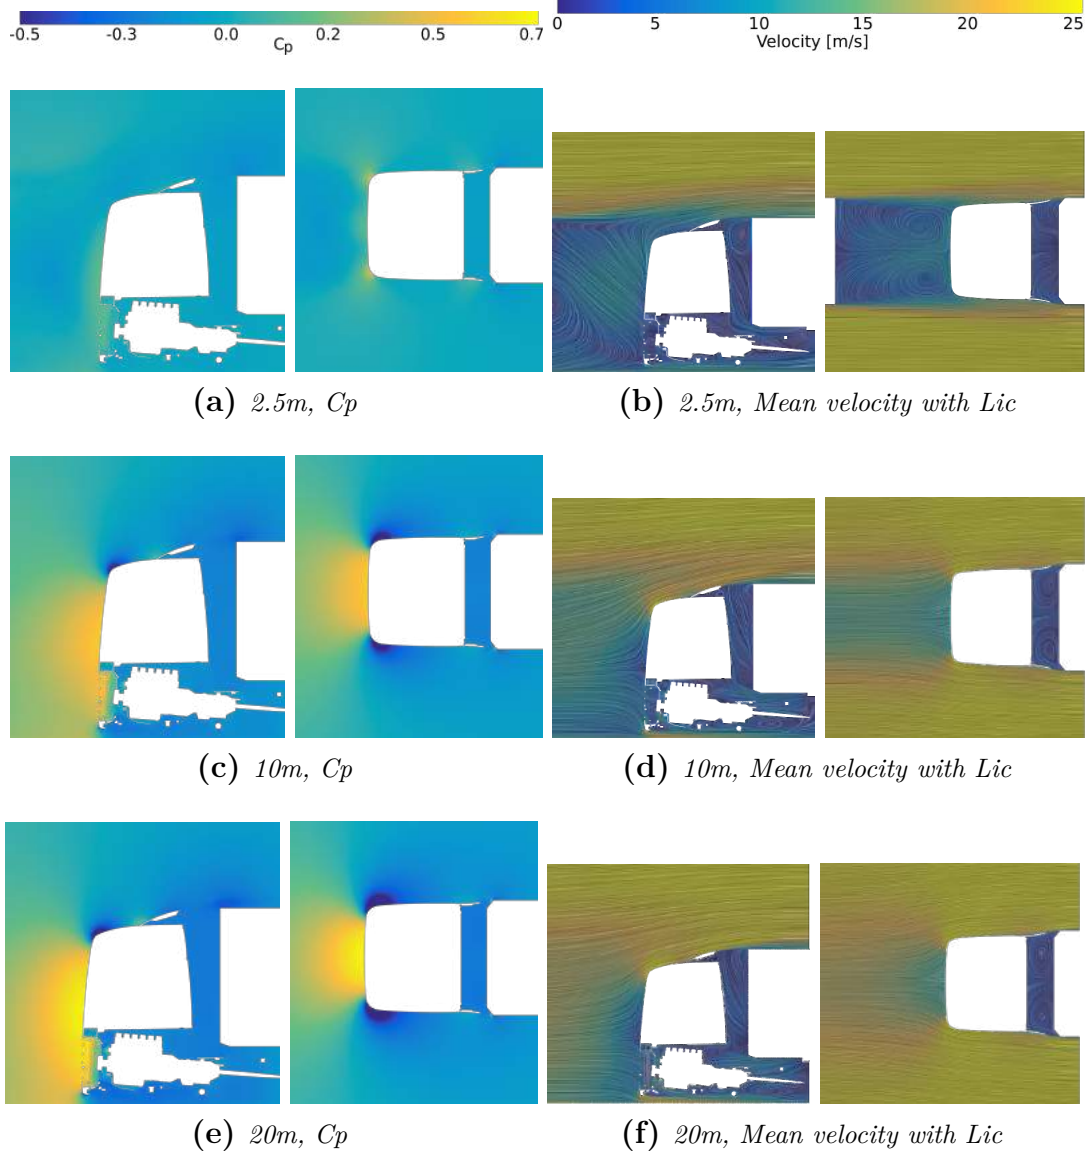 -0.5 -0.3 0.0 0.2 0.5 0.7
Cp
0 5 10 15 20 25
Velocity [m/s]
(a) 2.5m, Cp
(b) 2.5m, Mean velocity with Lic
(c) 10m, Cp
(d) 10m, Mean velocity with Lic
(e) 20m, Cp
(f) 20m, Mean velocity with Lic